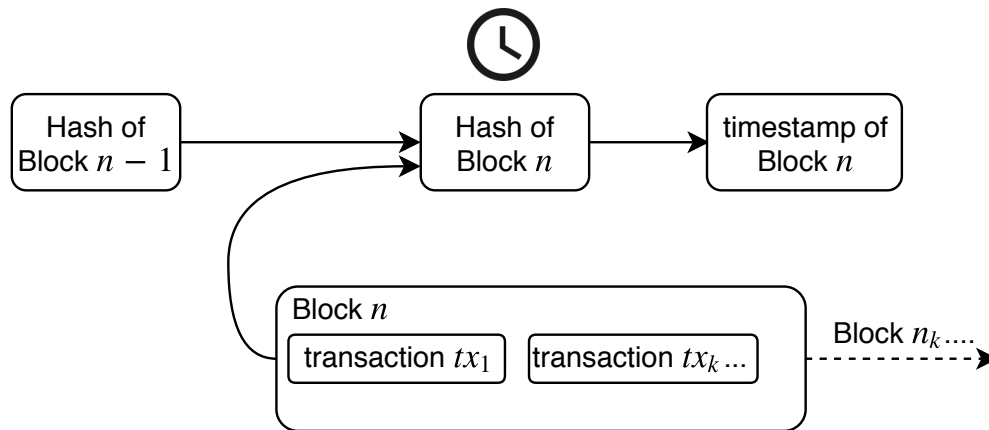 Hash of
Block n − 1
Hash of
Block n
timestamp of
Block n
Block n
transaction tx₁
transaction txₖ ...
Block nₖ ....